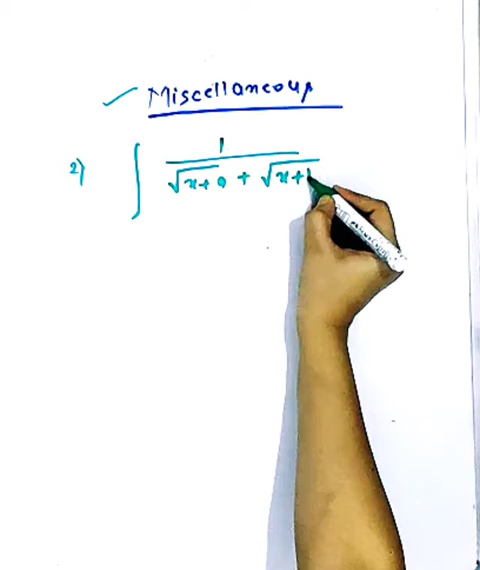 Miscellaneous
2) ∫ 1 / √x+a + √x+b